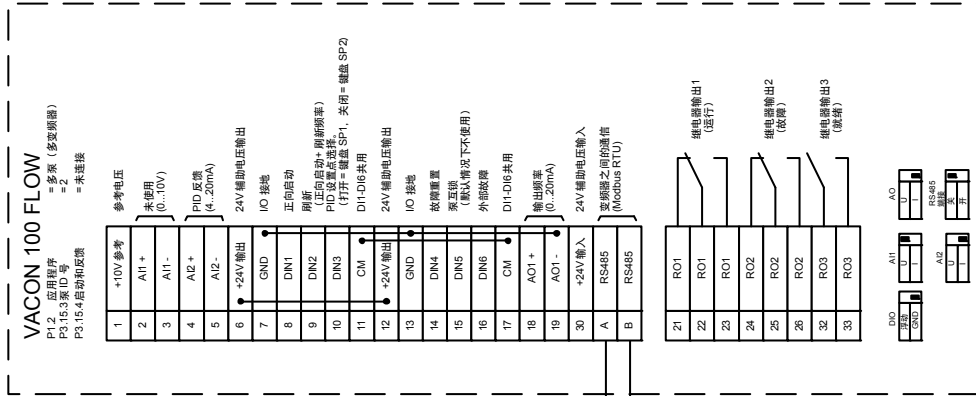 VACON 100 FLOW
P1.2 应用程序 =多泵（多变频器）
P3.15.3泵 ID 号 =2
P3.15.4启动和反馈 =未连接
1 +10V 参考 参考电压
2 AI1 + 未使用
3 AI1 - (0...10V)
4 AI2 + PID 反馈
5 AI2 - (4...20mA)
6 +24V 输出 24V 辅助电压输出
7 GND I/O 接地
8 DIN1 正向启动
9 DIN2 刷新
（正向启动+ 刷新频率）
10 DIN3 PID 设置点选择。
(打开 = 键盘 SP1，关闭 = 键盘 SP2)
11 CM DI1-DI6共用
12 +24V 输出 24V 辅助电压输出
13 GND I/O 接地
14 DIN4 故障重置
15 DIN5 泵互锁
（默认情况下不使用）
16 DIN6 外部故障
17 CM DI1-DI6共用
18 AO1 + 输出频率
19 AO1 - (0...20mA)
30 +24V 输入 24V 辅助电压输入
A RS485 变频器之间的通信
B RS485 (Modbus RTU)
21 RO1
22 RO1 继电器输出1
23 RO1 (运行)
24 RO2
25 RO2 继电器输出2
26 RO2 (故障)
32 RO3 继电器输出3
33 RO3 (就绪)
DIO
浮动
GND
AI1
U
I
AO
U
I
AI2
U
I
RS485
端接
关
开